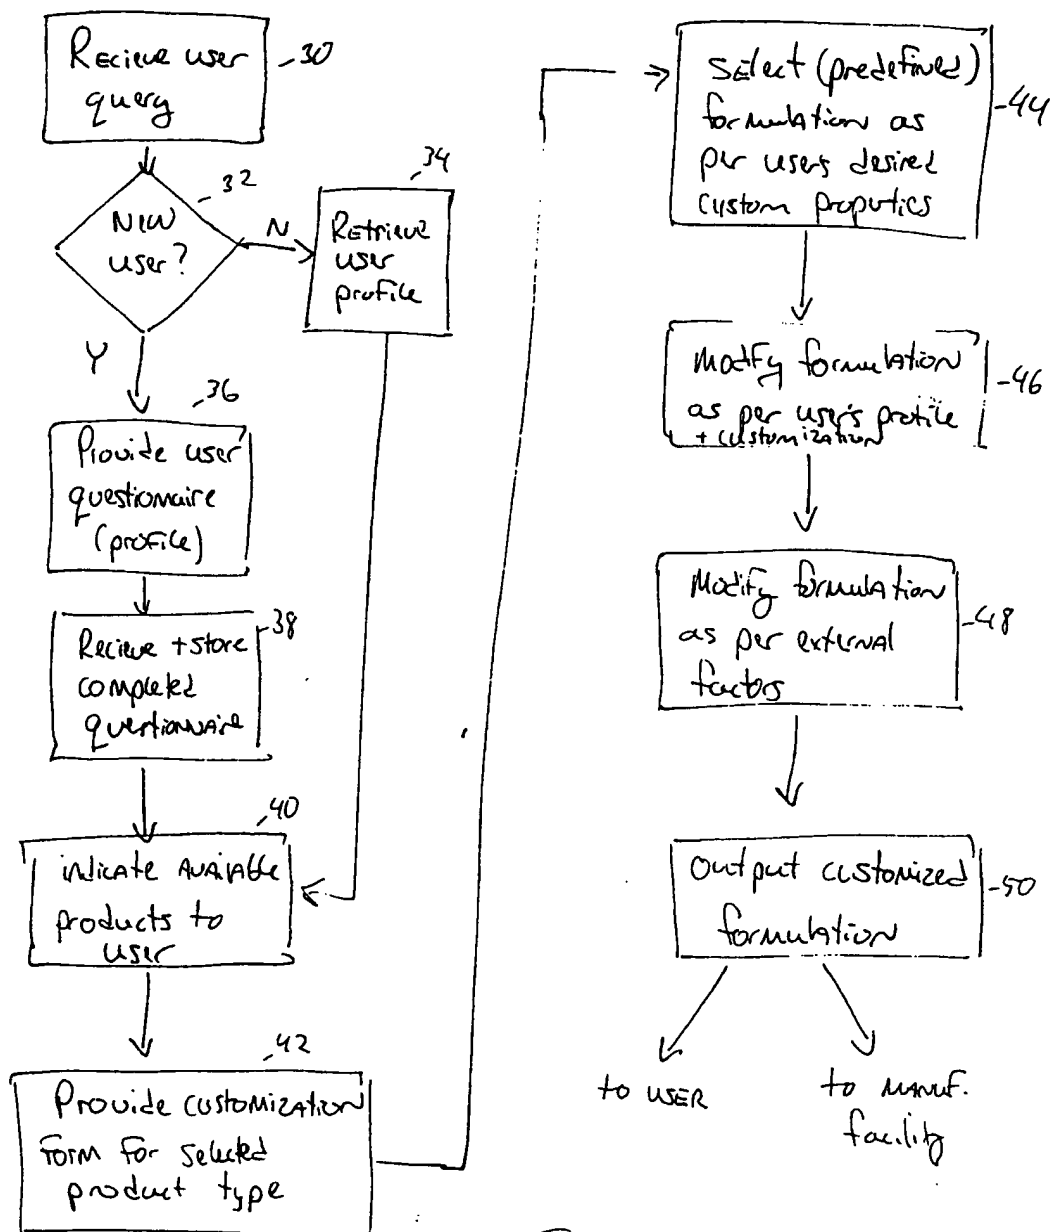 Recieve user
query
-30
32
New
user?
N
Y
34
Retrieve
user
profile
36
Provide user
questionaire
(profile)
38
Recieve + store
completed
questionnaire
40
indicate available
products to
user
42
Provide customization
form for selected
product type
Select (predefined)
formulation as
per users desired
custom properties
-44
Modify formulation
as per user's profile
+ customization
-46
Modify formulation
as per external
factors
-48
Output customized
formulation
-50
to user
to manuf.
facility